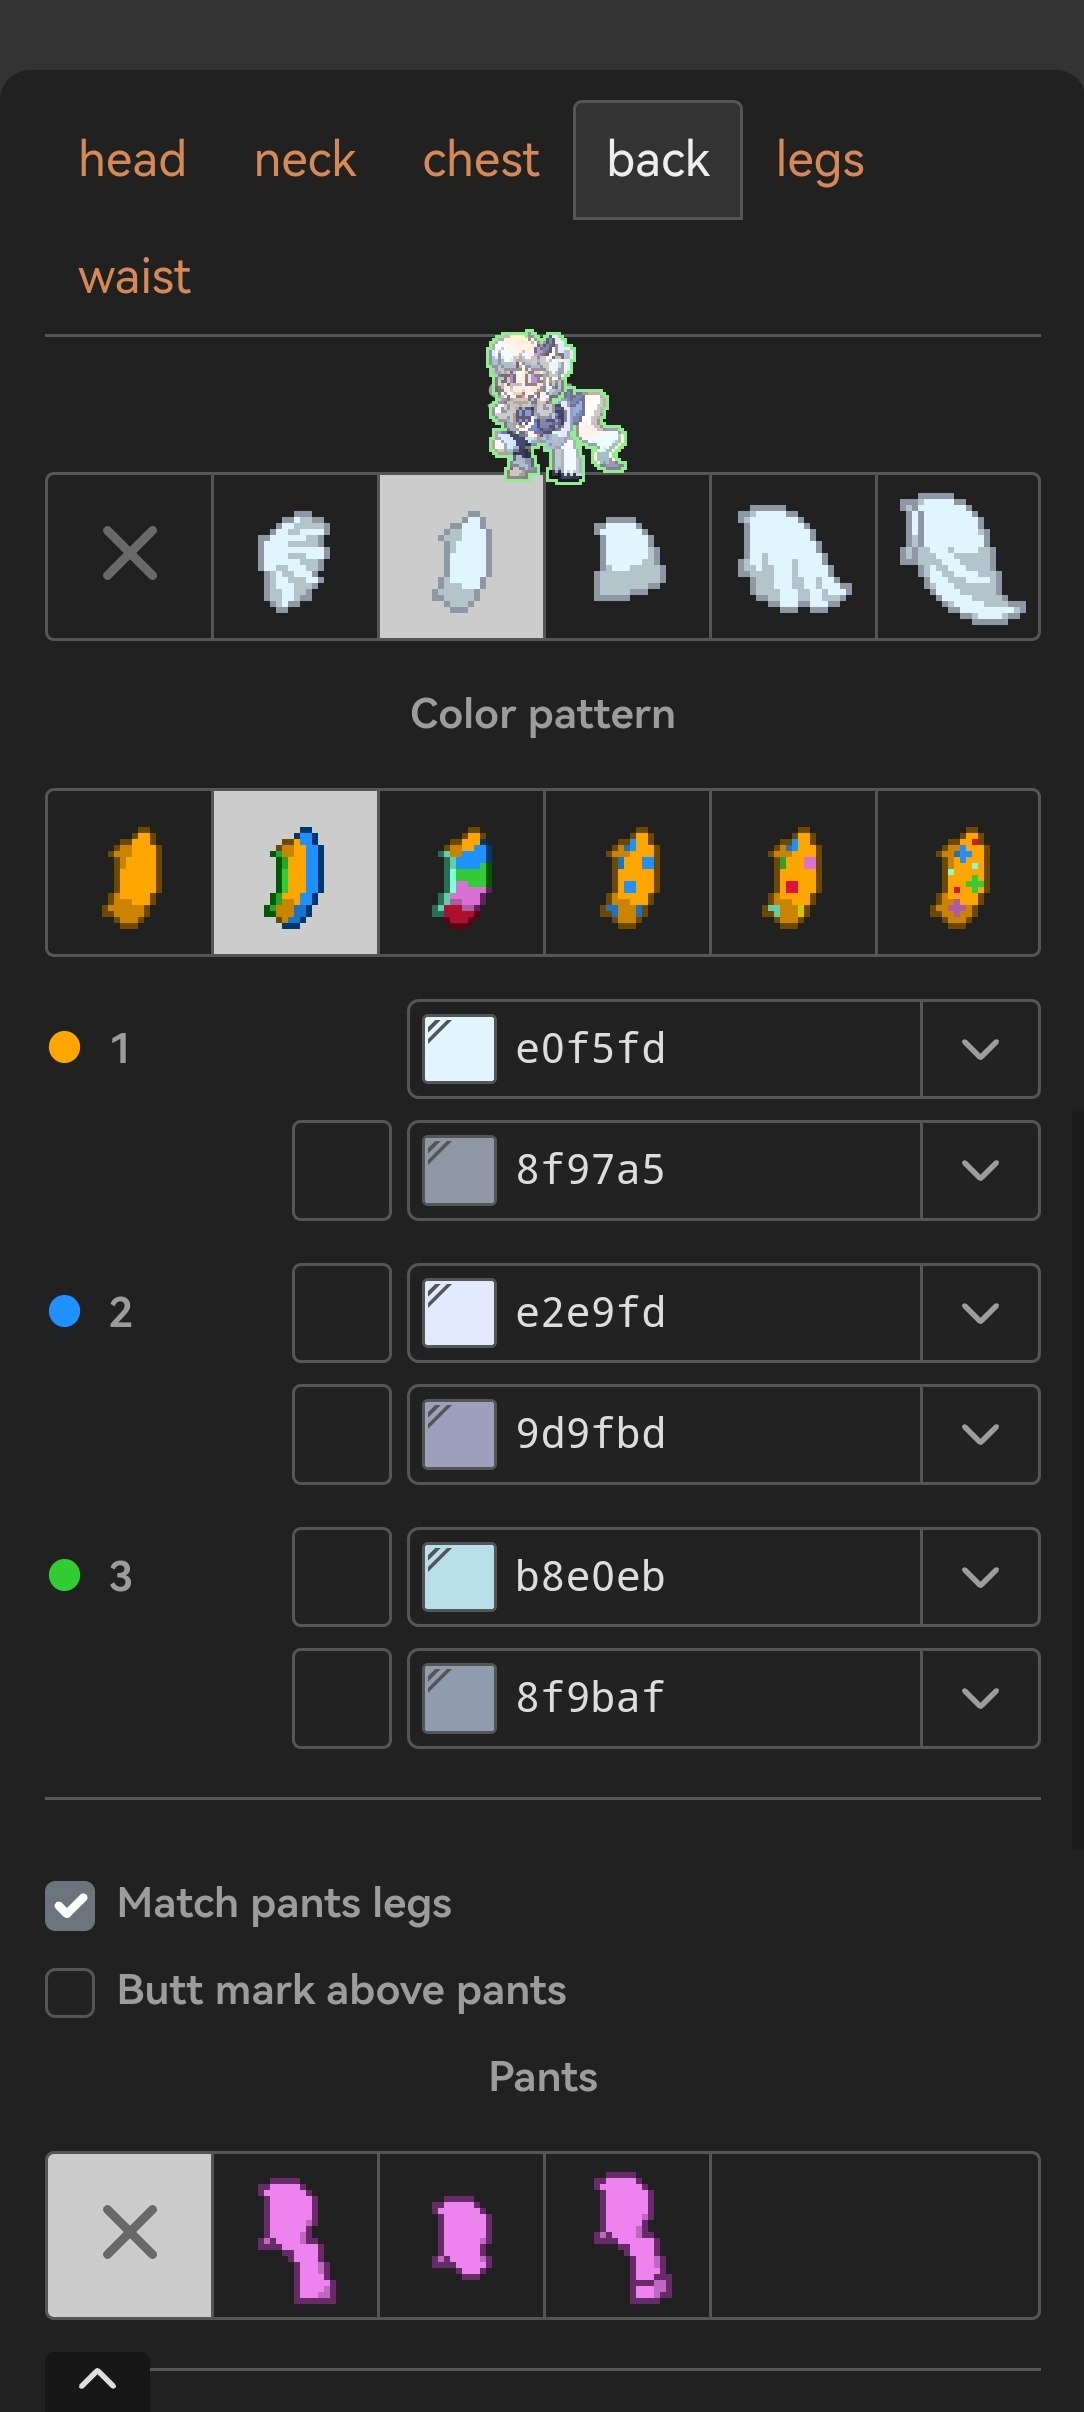 head neck chest back legs
waist
Color pattern
1 e0f5fd
8f97a5
2 e2e9fd
9d9fbd
3 b8e0eb
8f9baf
Match pants legs
Butt mark above pants
Pants